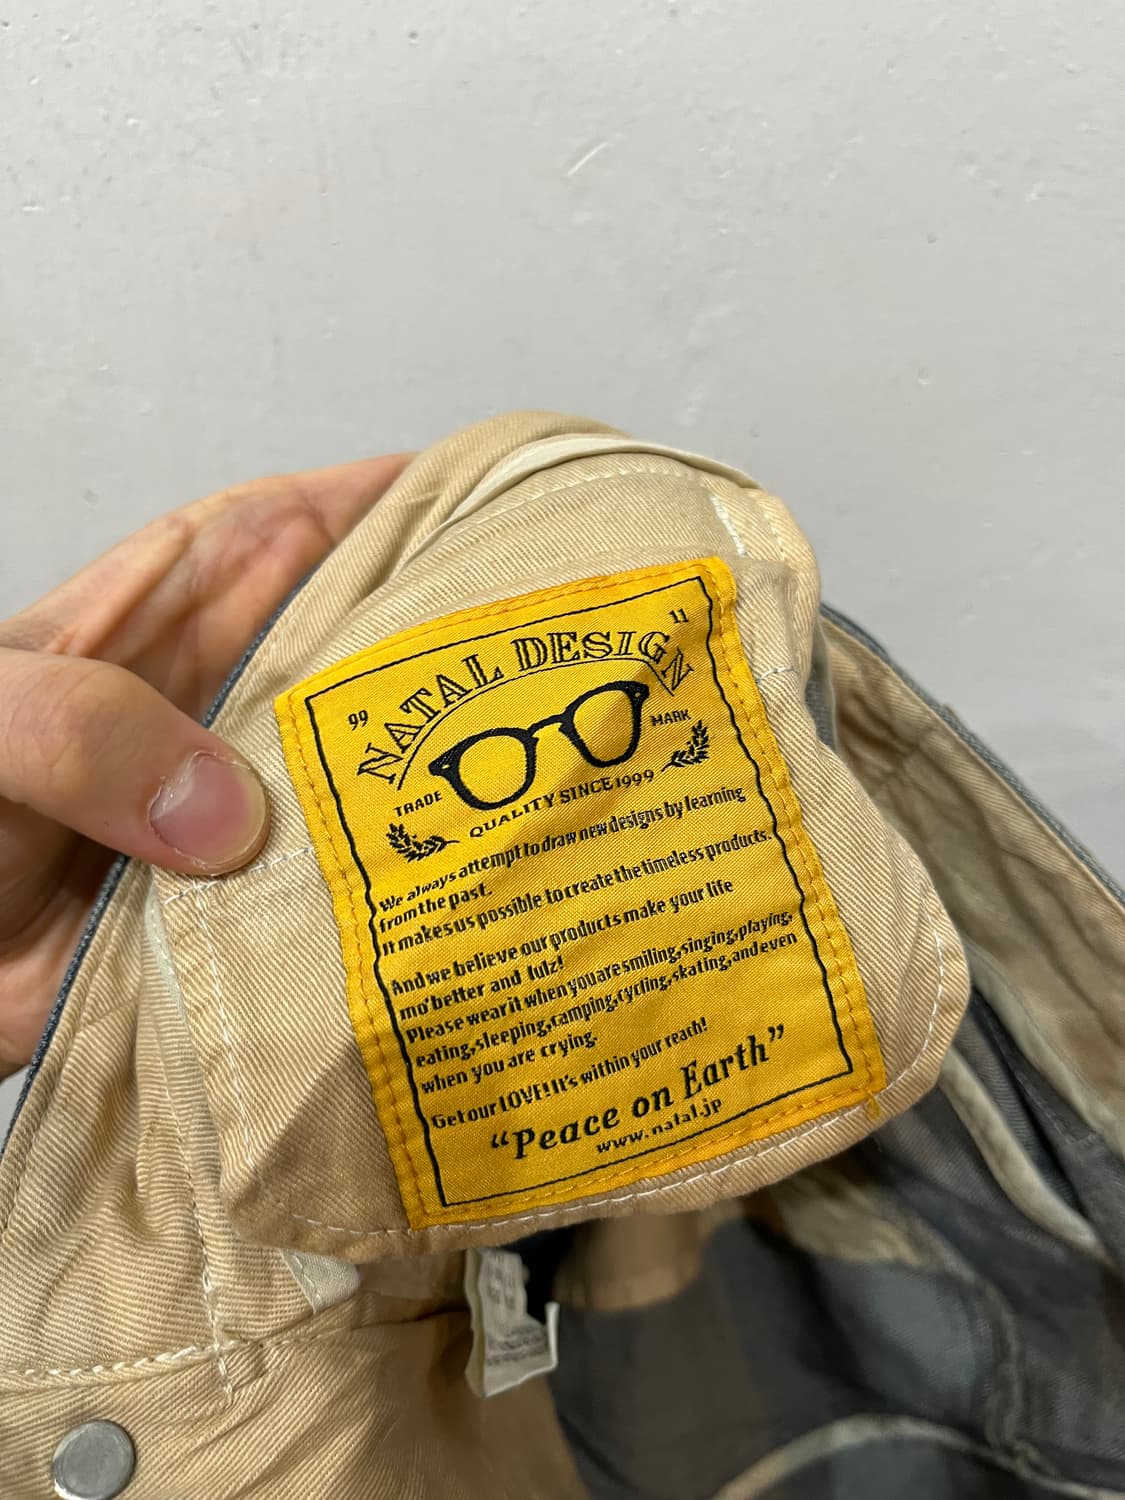 NATAL DESIGN
99
11
TRADE
MARK
QUALITY SINCE 1999
We always attempt to draw new designs by learning
from the past.
It makes us possible to create the timeless products.
And we believe our products make your life
mo' better and lulz!
Please wear it when you are smiling,singing,playing,
eating,sleeping,camping,cycling,skating,and even
when you are crying.
Get our LOVE! It's within your reach!
"Peace on Earth"
www.natal.jp